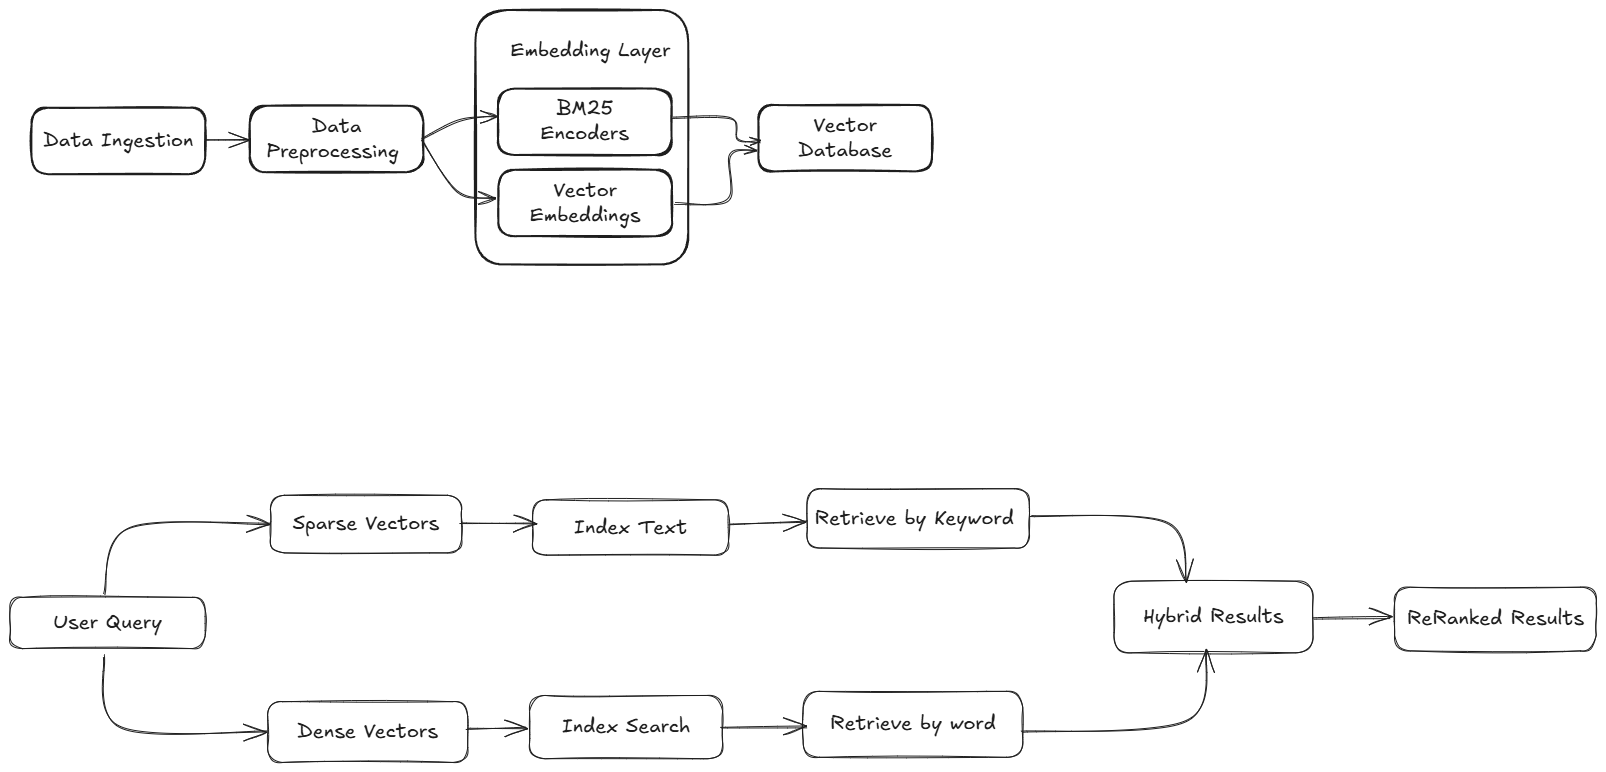 Embedding Layer
Data Ingestion
Data
Preprocessing
BM25
Encoders
Vector
Embeddings
Vector
Database
User Query
Sparse Vectors
Index Text
Retrieve by Keyword
Dense Vectors
Index Search
Retrieve by word
Hybrid Results
ReRanked Results